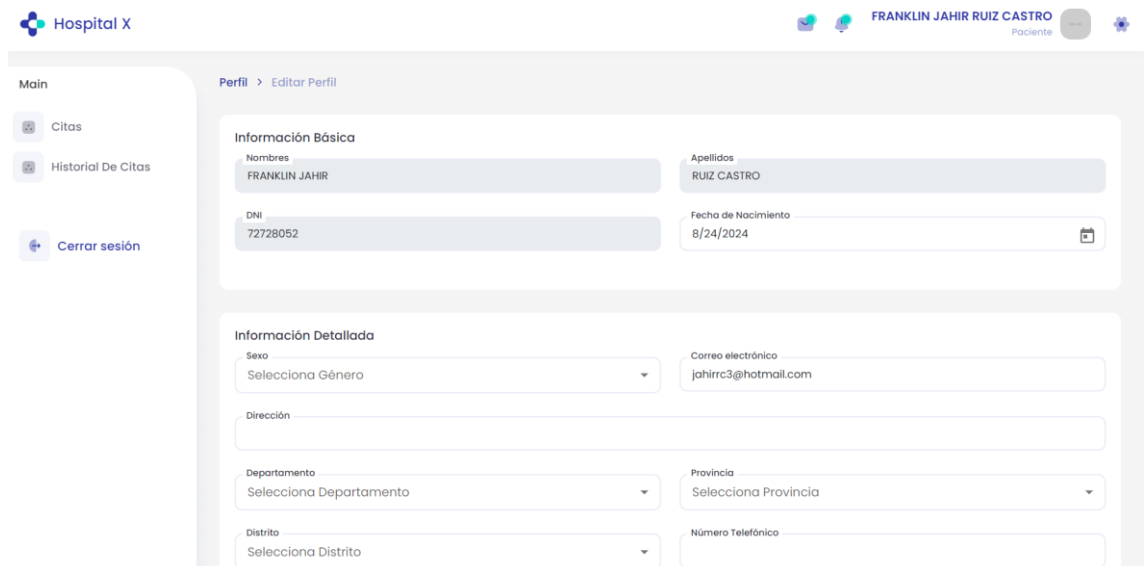 Hospital X
FRANKLIN JAHIR RUIZ CASTRO
Paciente
Main
Citas
Historial De Citas
Cerrar sesión
Perfil > Editar Perfil
Información Básica
Nombres
FRANKLIN JAHIR
Apellidos
RUIZ CASTRO
DNI
72728052
Fecha de Nacimiento
8/24/2024
Información Detallada
Sexo
Selecciona Género
Correo electrónico
jahirrc3@hotmail.com
Dirección
Departamento
Selecciona Departamento
Provincia
Selecciona Provincia
Distrito
Selecciona Distrito
Número Telefónico